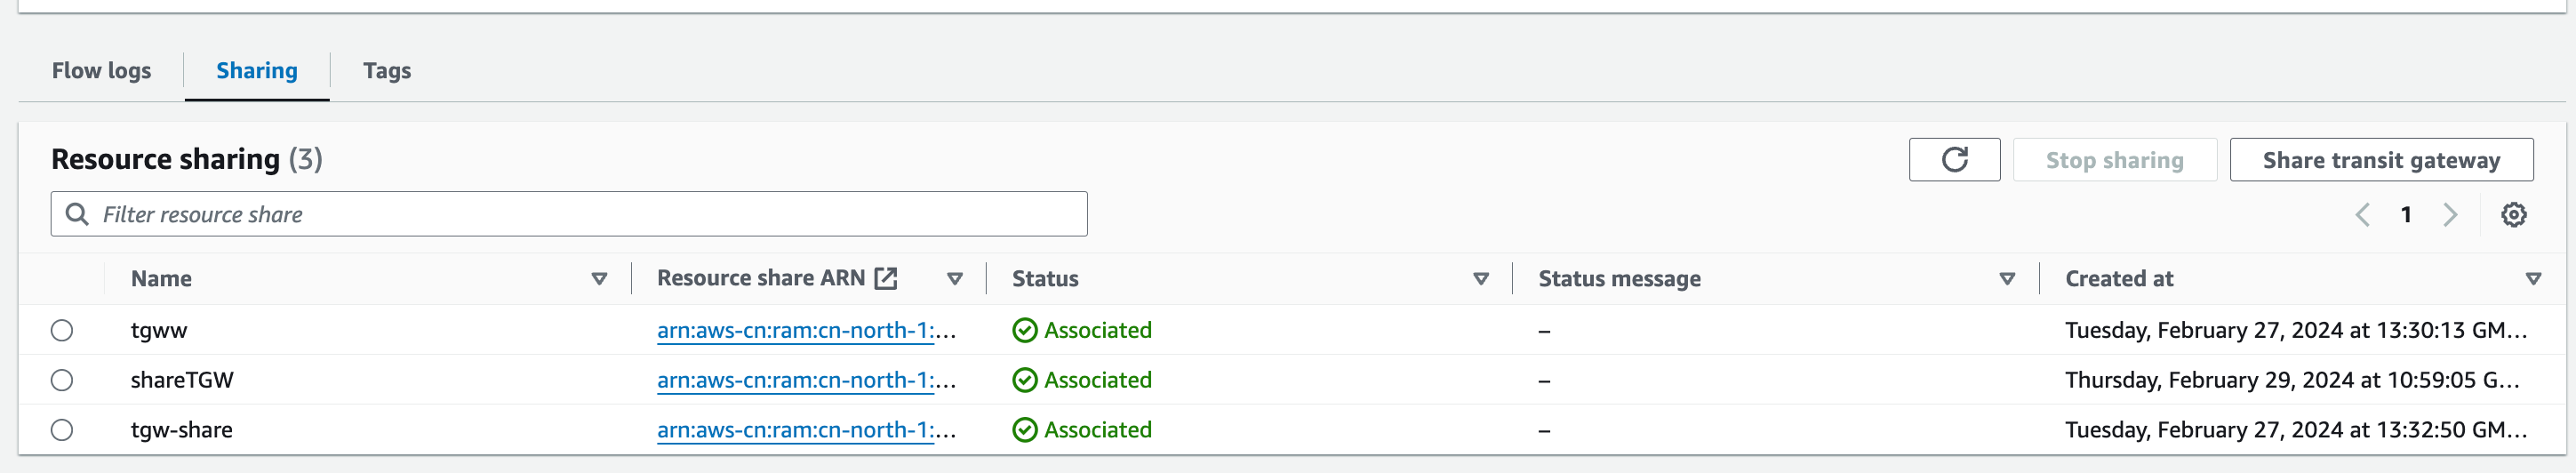 Flow logs Sharing Tags
Resource sharing (3) Stop sharing Share transit gateway
Filter resource share 1
Name Resource share ARN Status Status message Created at
tgww arn:aws-cn:ram:cn-north-1:... Associated – Tuesday, February 27, 2024 at 13:30:13 GM...
shareTGW arn:aws-cn:ram:cn-north-1:... Associated – Thursday, February 29, 2024 at 10:59:05 G...
tgw-share arn:aws-cn:ram:cn-north-1:... Associated – Tuesday, February 27, 2024 at 13:32:50 GM...